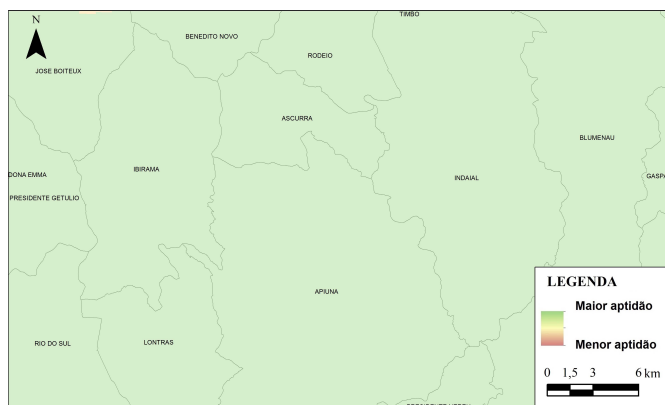 TIMBO
N
BENEDITO NOVO
RODEIO
JOSE BOITEUX
ASCURRA
BLUMENAU
IBIRAMA
DONA EMMA
INDAIAL
GASPA
PRESIDENTE GETULIO
APIUNA
RIO DO SUL
LONTRAS
LEGENDA
Maior aptidão
Menor aptidão
0 1,5 3 6 km